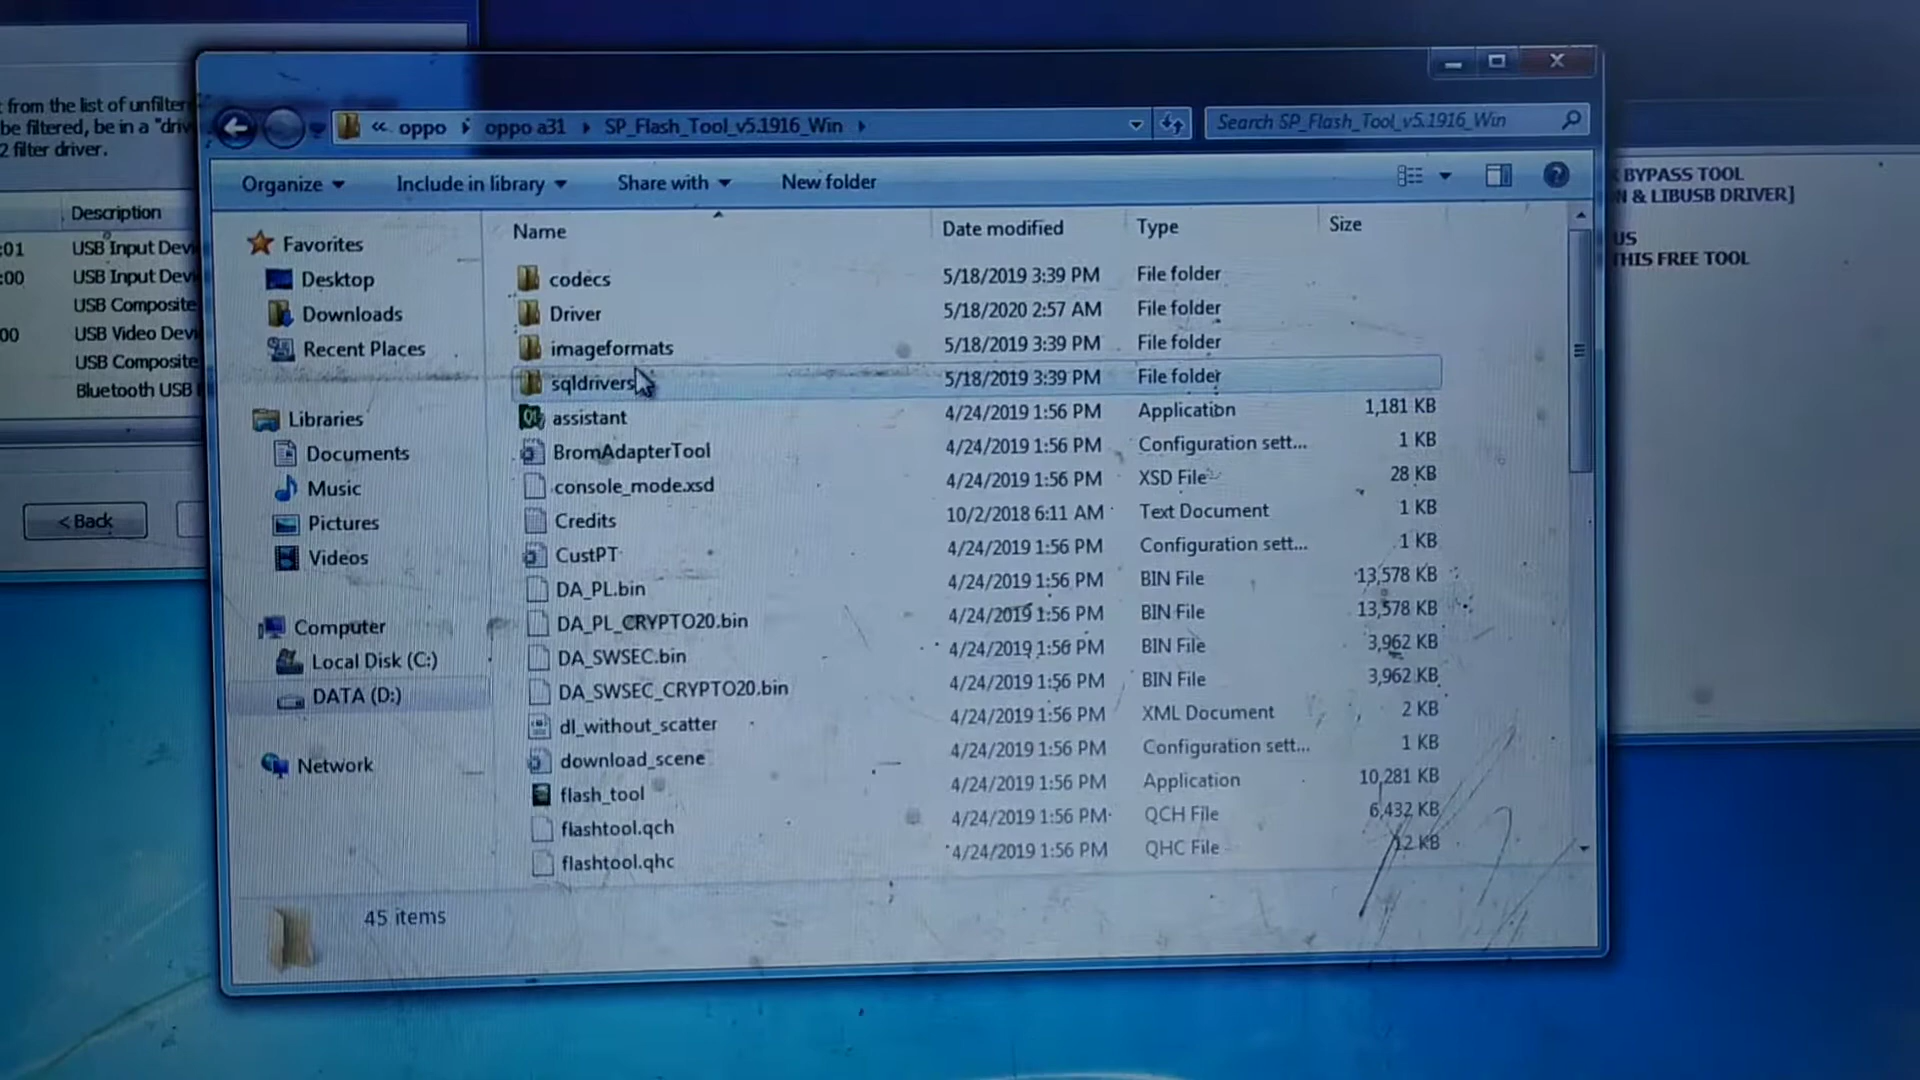 from the list of unfilter
be filtered, be in a "driv
2 filter driver.
Description
:01 USB Input Devi
:00 USB Input Devi
USB Composite
00 USB Video Devi
USB Composite
Bluetooth USB
< Back
« oppo ▸ oppo a31 ▸ SP_Flash_Tool_v5.1916_Win ▸
Search SP_Flash_Tool_v5.1916_Win
Organize Include in library Share with New folder
Favorites
Desktop
Downloads
Recent Places
Libraries
Documents
Music
Pictures
Videos
Computer
Local Disk (C:)
DATA (D:)
Network
Name Date modified Type Size
codecs 5/18/2019 3:39 PM File folder
Driver 5/18/2020 2:57 AM File folder
imageformats 5/18/2019 3:39 PM File folder
sqldrivers 5/18/2019 3:39 PM File folder
assistant 4/24/2019 1:56 PM Application 1,181 KB
BromAdapterTool 4/24/2019 1:56 PM Configuration sett... 1 KB
console_mode.xsd 4/24/2019 1:56 PM XSD File 28 KB
Credits 10/2/2018 6:11 AM Text Document 1 KB
CustPT 4/24/2019 1:56 PM Configuration sett... 1 KB
DA_PL.bin 4/24/2019 1:56 PM BIN File 13,578 KB
DA_PL_CRYPTO20.bin 4/24/2019 1:56 PM BIN File 13,578 KB
DA_SWSEC.bin 4/24/2019 1:56 PM BIN File 3,962 KB
DA_SWSEC_CRYPTO20.bin 4/24/2019 1:56 PM BIN File 3,962 KB
dl_without_scatter 4/24/2019 1:56 PM XML Document 2 KB
download_scene 4/24/2019 1:56 PM Configuration sett... 1 KB
flash_tool 4/24/2019 1:56 PM Application 10,281 KB
flashtool.qch 4/24/2019 1:56 PM QCH File 6,432 KB
flashtool.qhc 4/24/2019 1:56 PM QHC File 12 KB
45 items
BYPASS TOOL
N & LIBUSB DRIVER]
US
THIS FREE TOOL